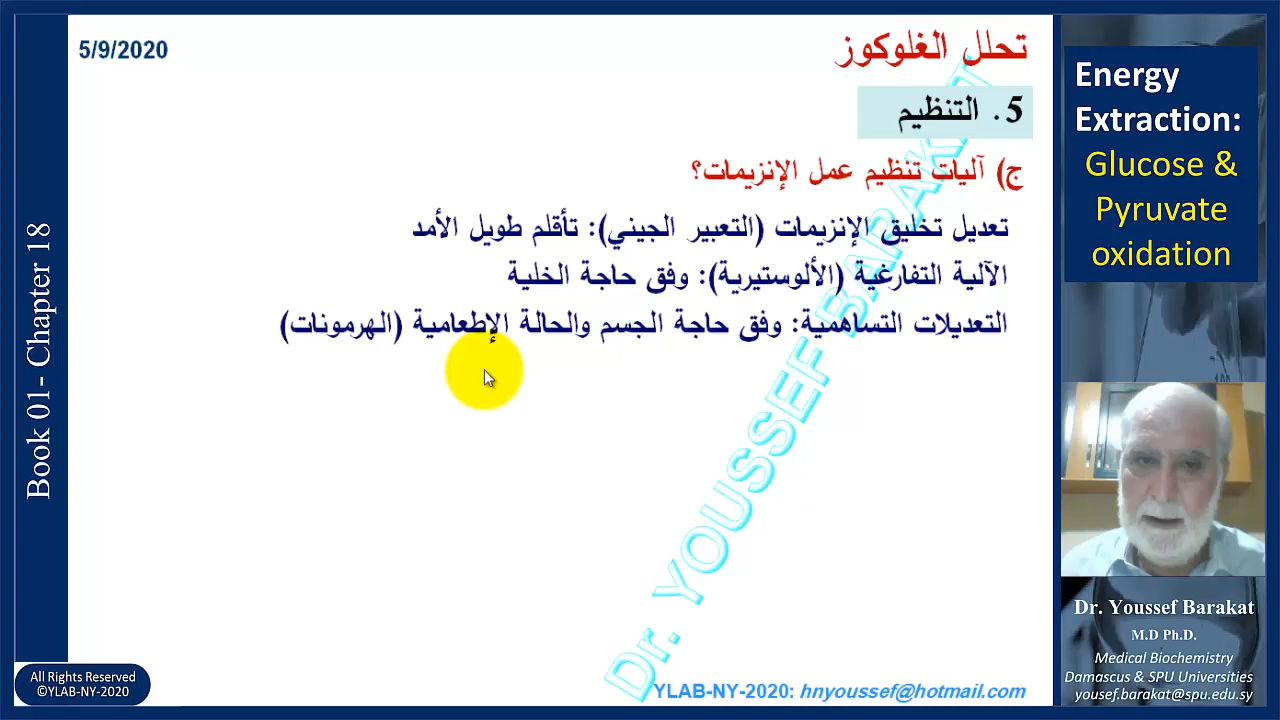 5/9/2020
تحلل الغلوكوز
5. التنظيم
ج) آليات تنظيم عمل الإنزيمات؟
تعديل تخليق الإنزيمات (التعبير الجيني): تأقلم طويل الأمد
الآلية التفارغية (الألوستيرية): وفق حاجة الخلية
التعديلات التساهمية: وفق حاجة الجسم والحالة الإطعامية (الهرمونات)
Dr. YOUSSEF BARAKAT
YLAB-NY-2020: hnyoussef@hotmail.com
Book 01- Chapter 18
All Rights Reserved
©YLAB-NY-2020
Energy
Extraction:
Glucose &
Pyruvate
oxidation
Dr. Youssef Barakat
M.D Ph.D.
Medical Biochemistry
Damascus & SPU Universities
yousef.barakat@spu.edu.sy